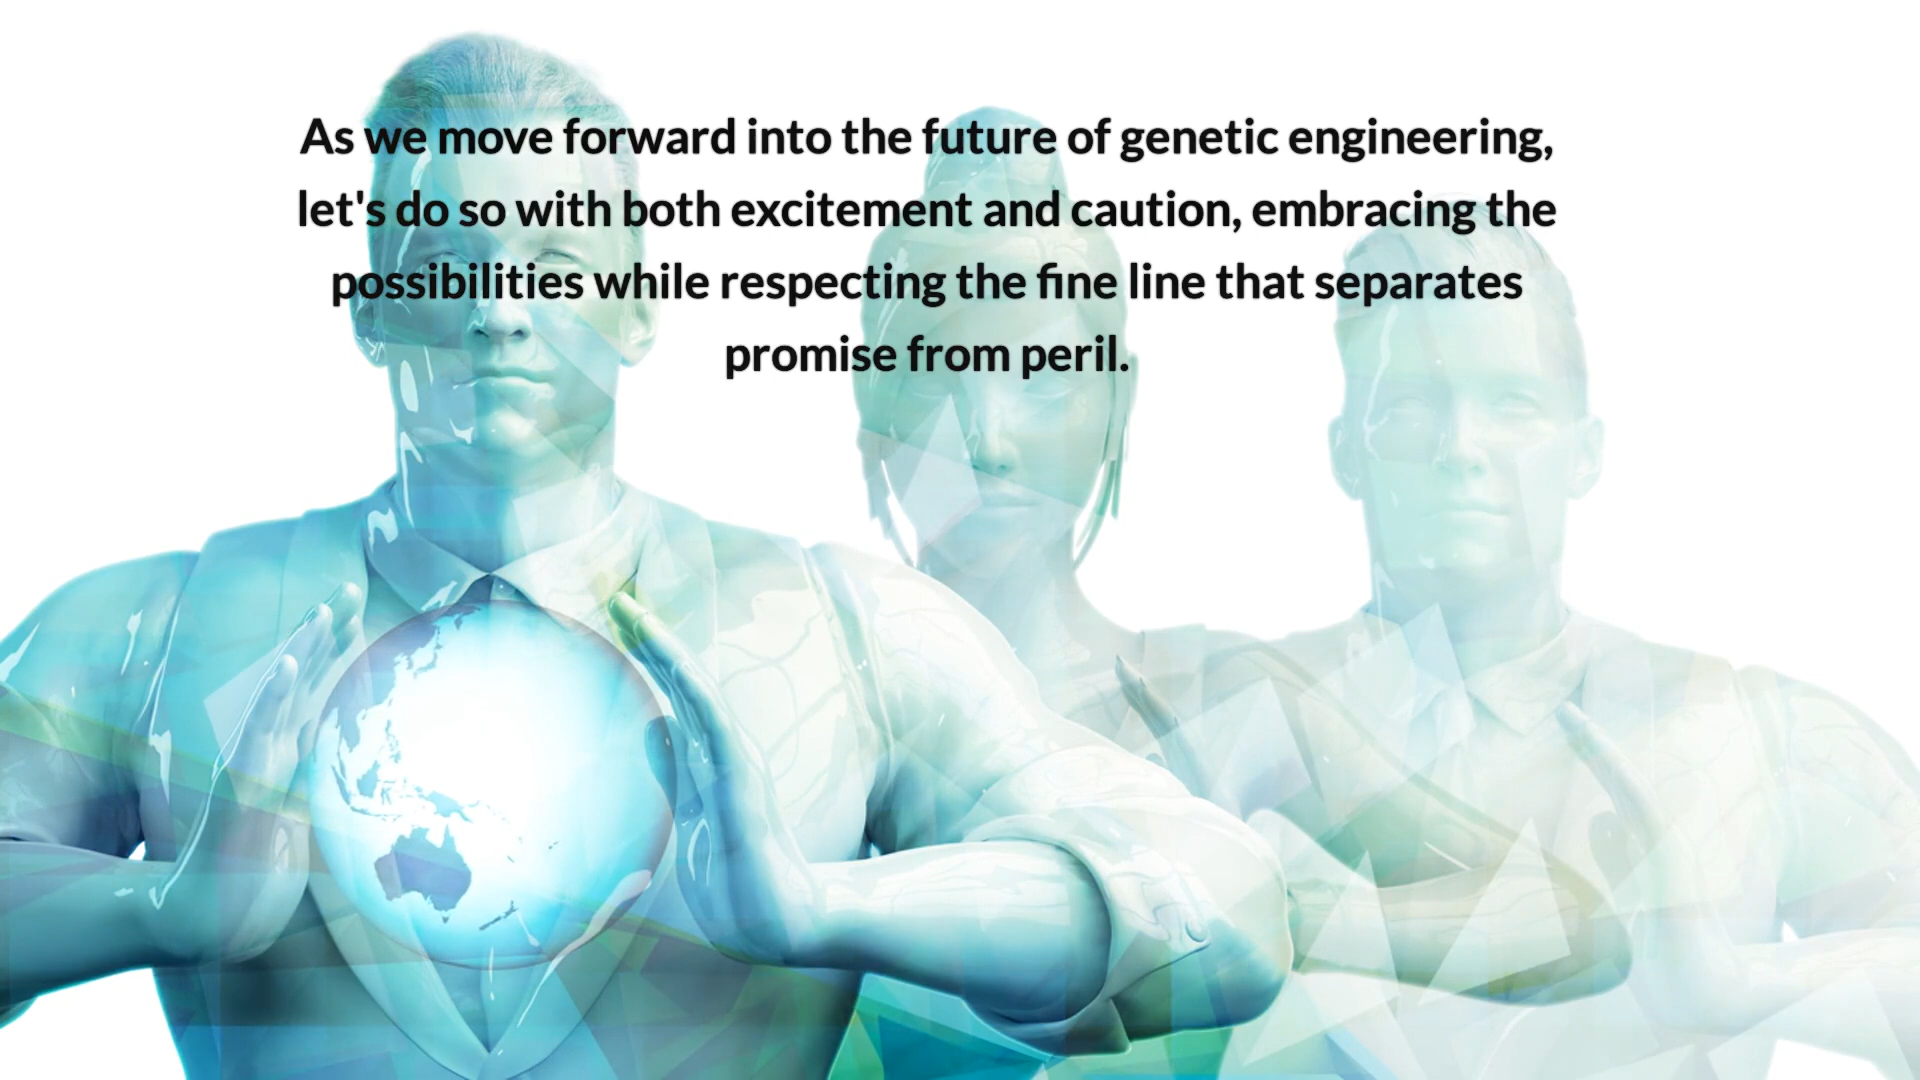 As we move forward into the future of genetic engineering,
let's do so with both excitement and caution, embracing the
possibilities while respecting the fine line that separates
promise from peril.